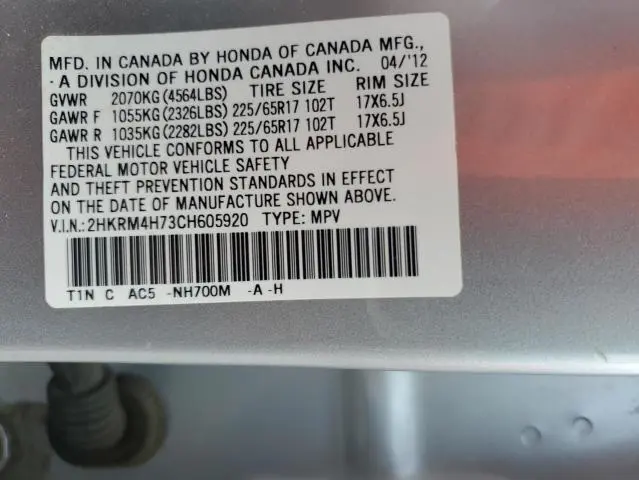 MFD. IN CANADA BY HONDA OF CANADA MFG.,
- A DIVISION OF HONDA CANADA INC. 04/'12
GVWR 2070KG(4564LBS) TIRE SIZE RIM SIZE
GAWR F 1055KG(2326LBS) 225/65R17 102T 17X6.5J
GAWR R 1035KG(2282LBS) 225/65R17 102T 17X6.5J
THIS VEHICLE CONFORMS TO ALL APPLICABLE
FEDERAL MOTOR VEHICLE SAFETY
AND THEFT PREVENTION STANDARDS IN EFFECT
ON THE DATE OF MANUFACTURE SHOWN ABOVE.
V.I.N.:2HKRM4H73CH605920 TYPE: MPV
T1N C AC5 -NH700M -A -H